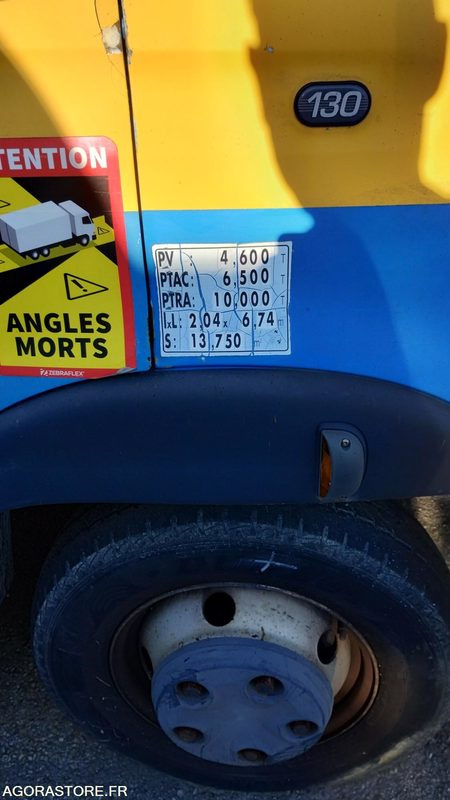 130
TENTION
ANGLES
MORTS
ZEBRAFLEX
PV : 4,600 T
PTAC: 6,500 T
PTRA: 10,000 T
lxL: 2,04 x 6,74 m
S: 13,750
AGORASTORE.FR